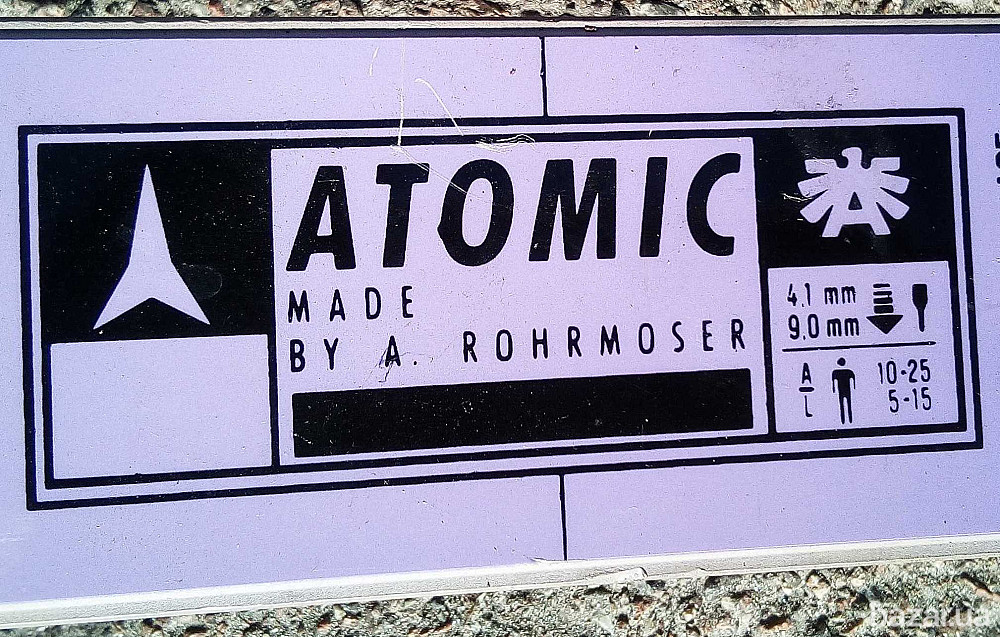 ATOMIC
MADE
BY A. ROHRMOSER
4.1 mm
9.0 mm
A 10-25
L 5-15
bazar.ua